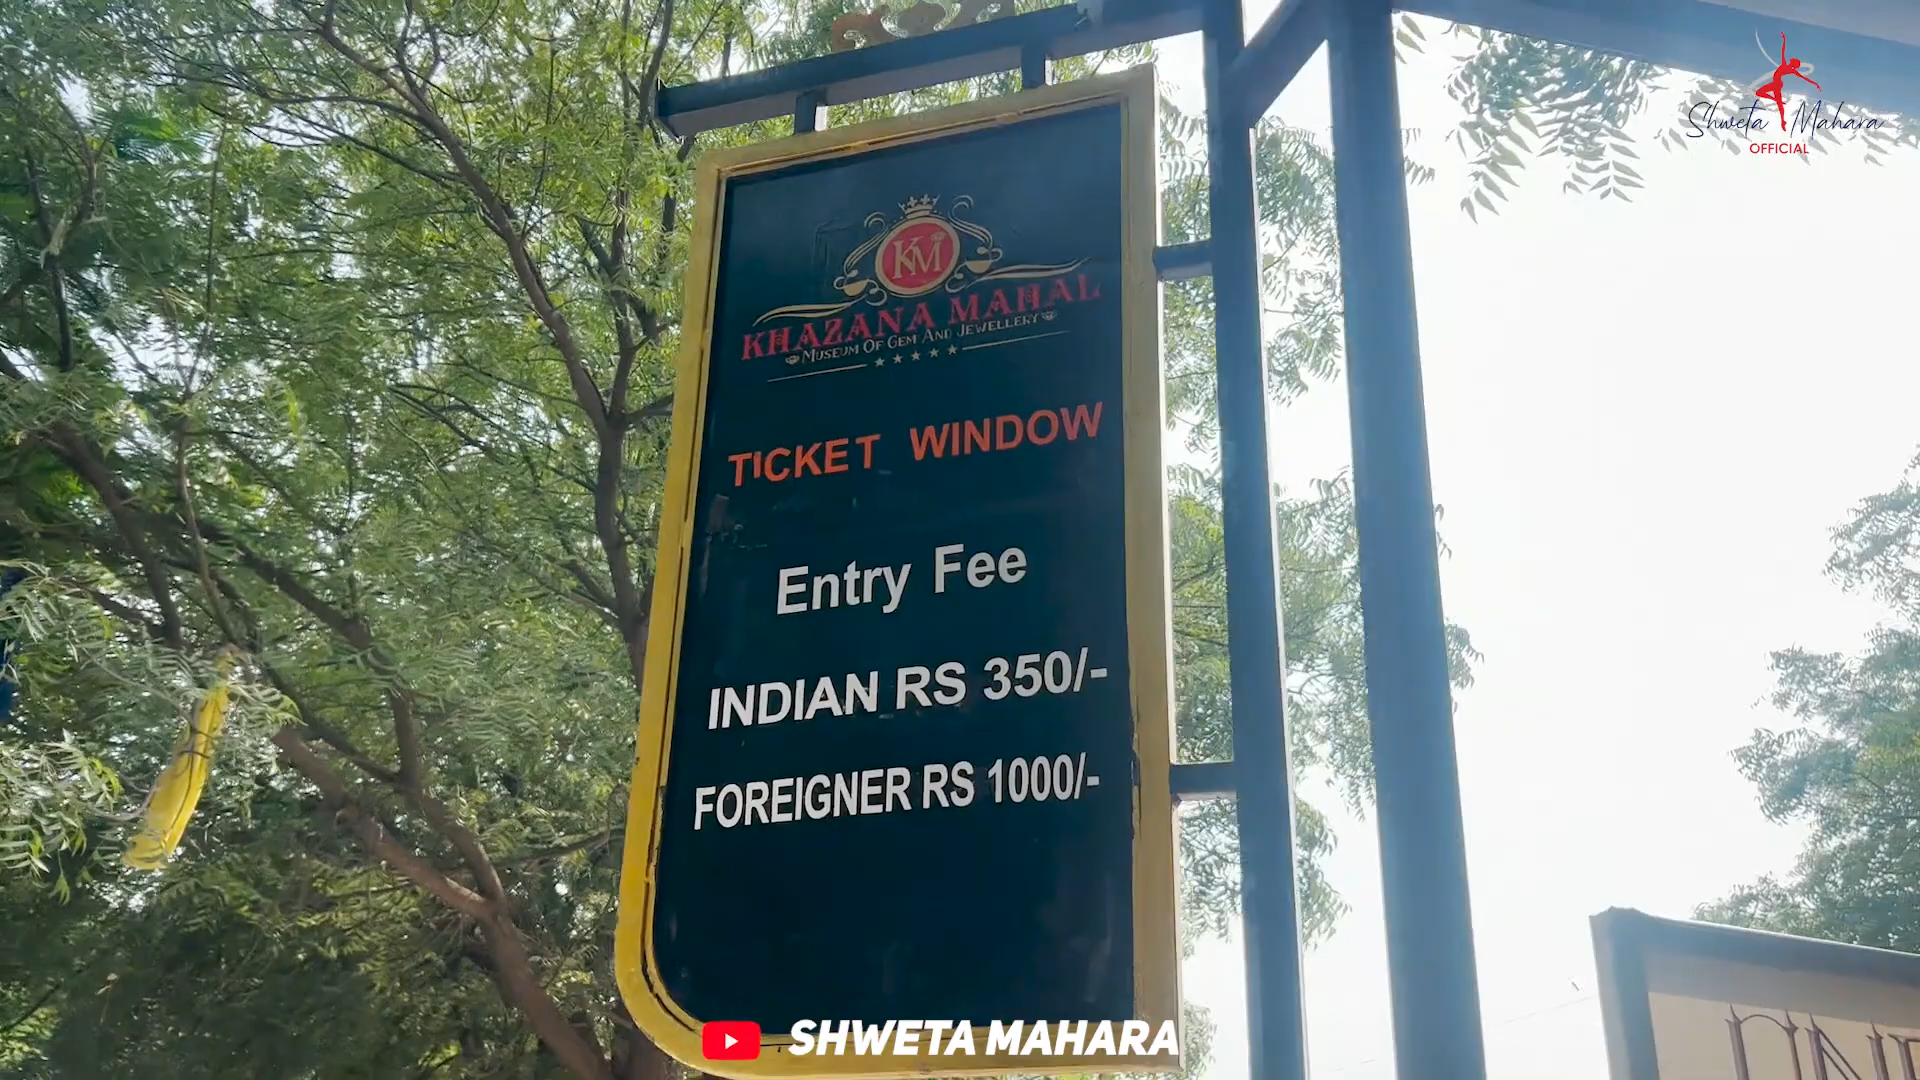 Shweta Mahara
OFFICIAL
KM
KHAZANA MAHAL
MUSEUM OF GEM AND JEWELLERY
TICKET WINDOW
Entry Fee
INDIAN RS 350/-
FOREIGNER RS 1000/-
SHWETA MAHARA